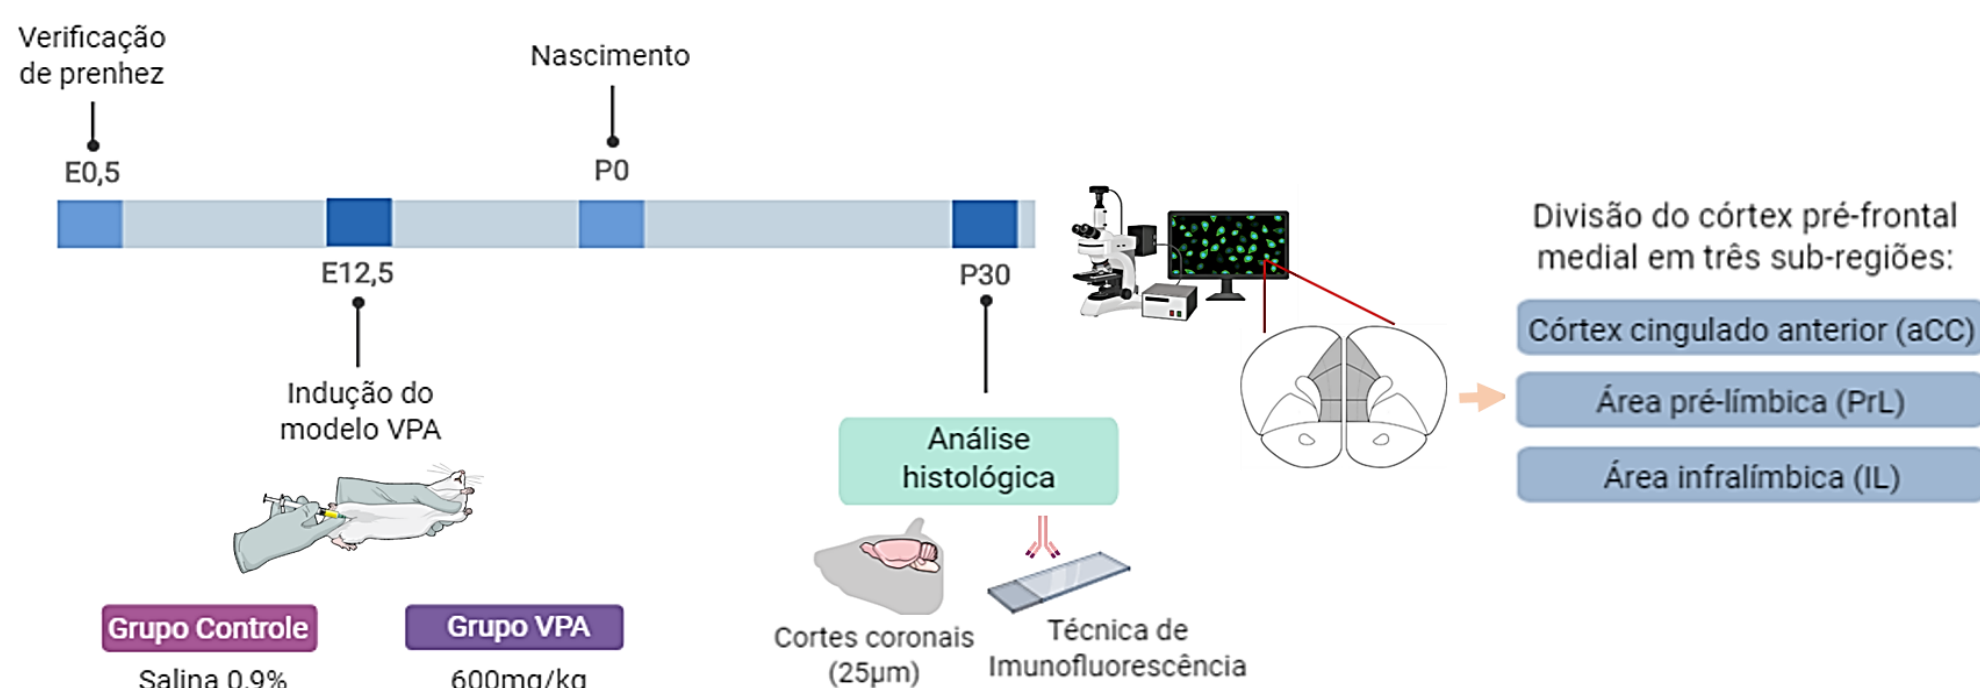 Verificação
de prenhez
E0,5
Nascimento
P0
E12,5
Indução do
modelo VPA
P30
Análise
histológica
Grupo Controle
Salina 0,9%
Grupo VPA
600mg/kg
Cortes coronais
(25µm)
Técnica de
Imunofluorescência
Divisão do córtex pré-frontal
medial em três sub-regiões:
Córtex cingulado anterior (aCC)
Área pré-límbica (PrL)
Área infralímbica (IL)